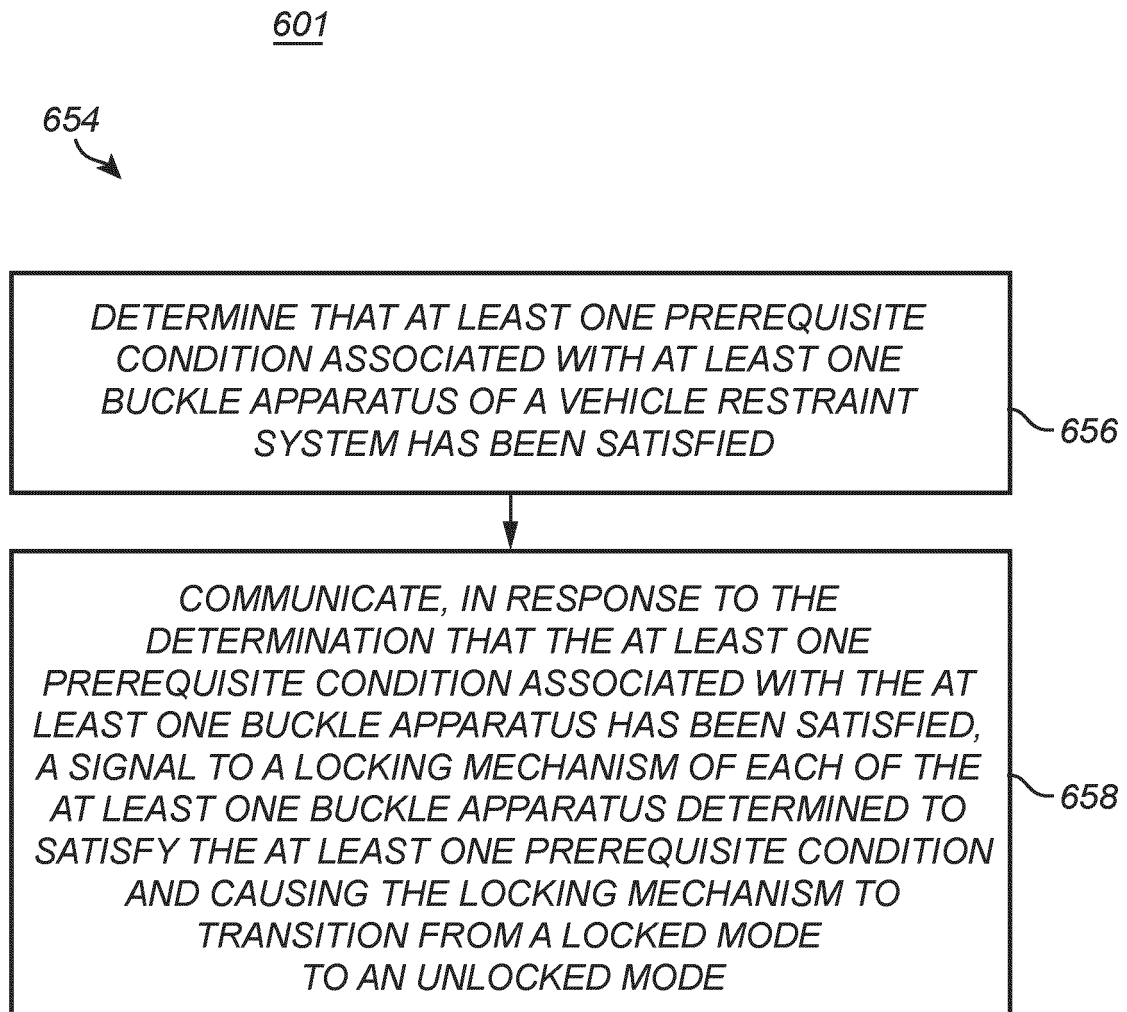 601
654
DETERMINE THAT AT LEAST ONE PREREQUISITE
CONDITION ASSOCIATED WITH AT LEAST ONE
BUCKLE APPARATUS OF A VEHICLE RESTRAINT
SYSTEM HAS BEEN SATISFIED
656
COMMUNICATE, IN RESPONSE TO THE
DETERMINATION THAT THE AT LEAST ONE
PREREQUISITE CONDITION ASSOCIATED WITH THE AT
LEAST ONE BUCKLE APPARATUS HAS BEEN SATISFIED,
A SIGNAL TO A LOCKING MECHANISM OF EACH OF THE
AT LEAST ONE BUCKLE APPARATUS DETERMINED TO
SATISFY THE AT LEAST ONE PREREQUISITE CONDITION
AND CAUSING THE LOCKING MECHANISM TO
TRANSITION FROM A LOCKED MODE
TO AN UNLOCKED MODE
658